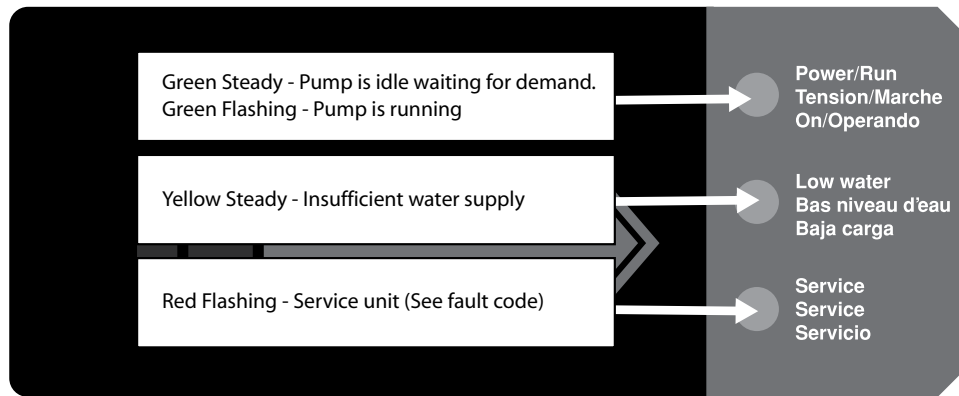 Green Steady - Pump is idle waiting for demand.
Green Flashing - Pump is running
Power/Run
Tension/Marche
On/Operando
Yellow Steady - Insufficient water supply
Low water
Bas niveau d'eau
Baja carga
Red Flashing - Service unit (See fault code)
Service
Service
Servicio